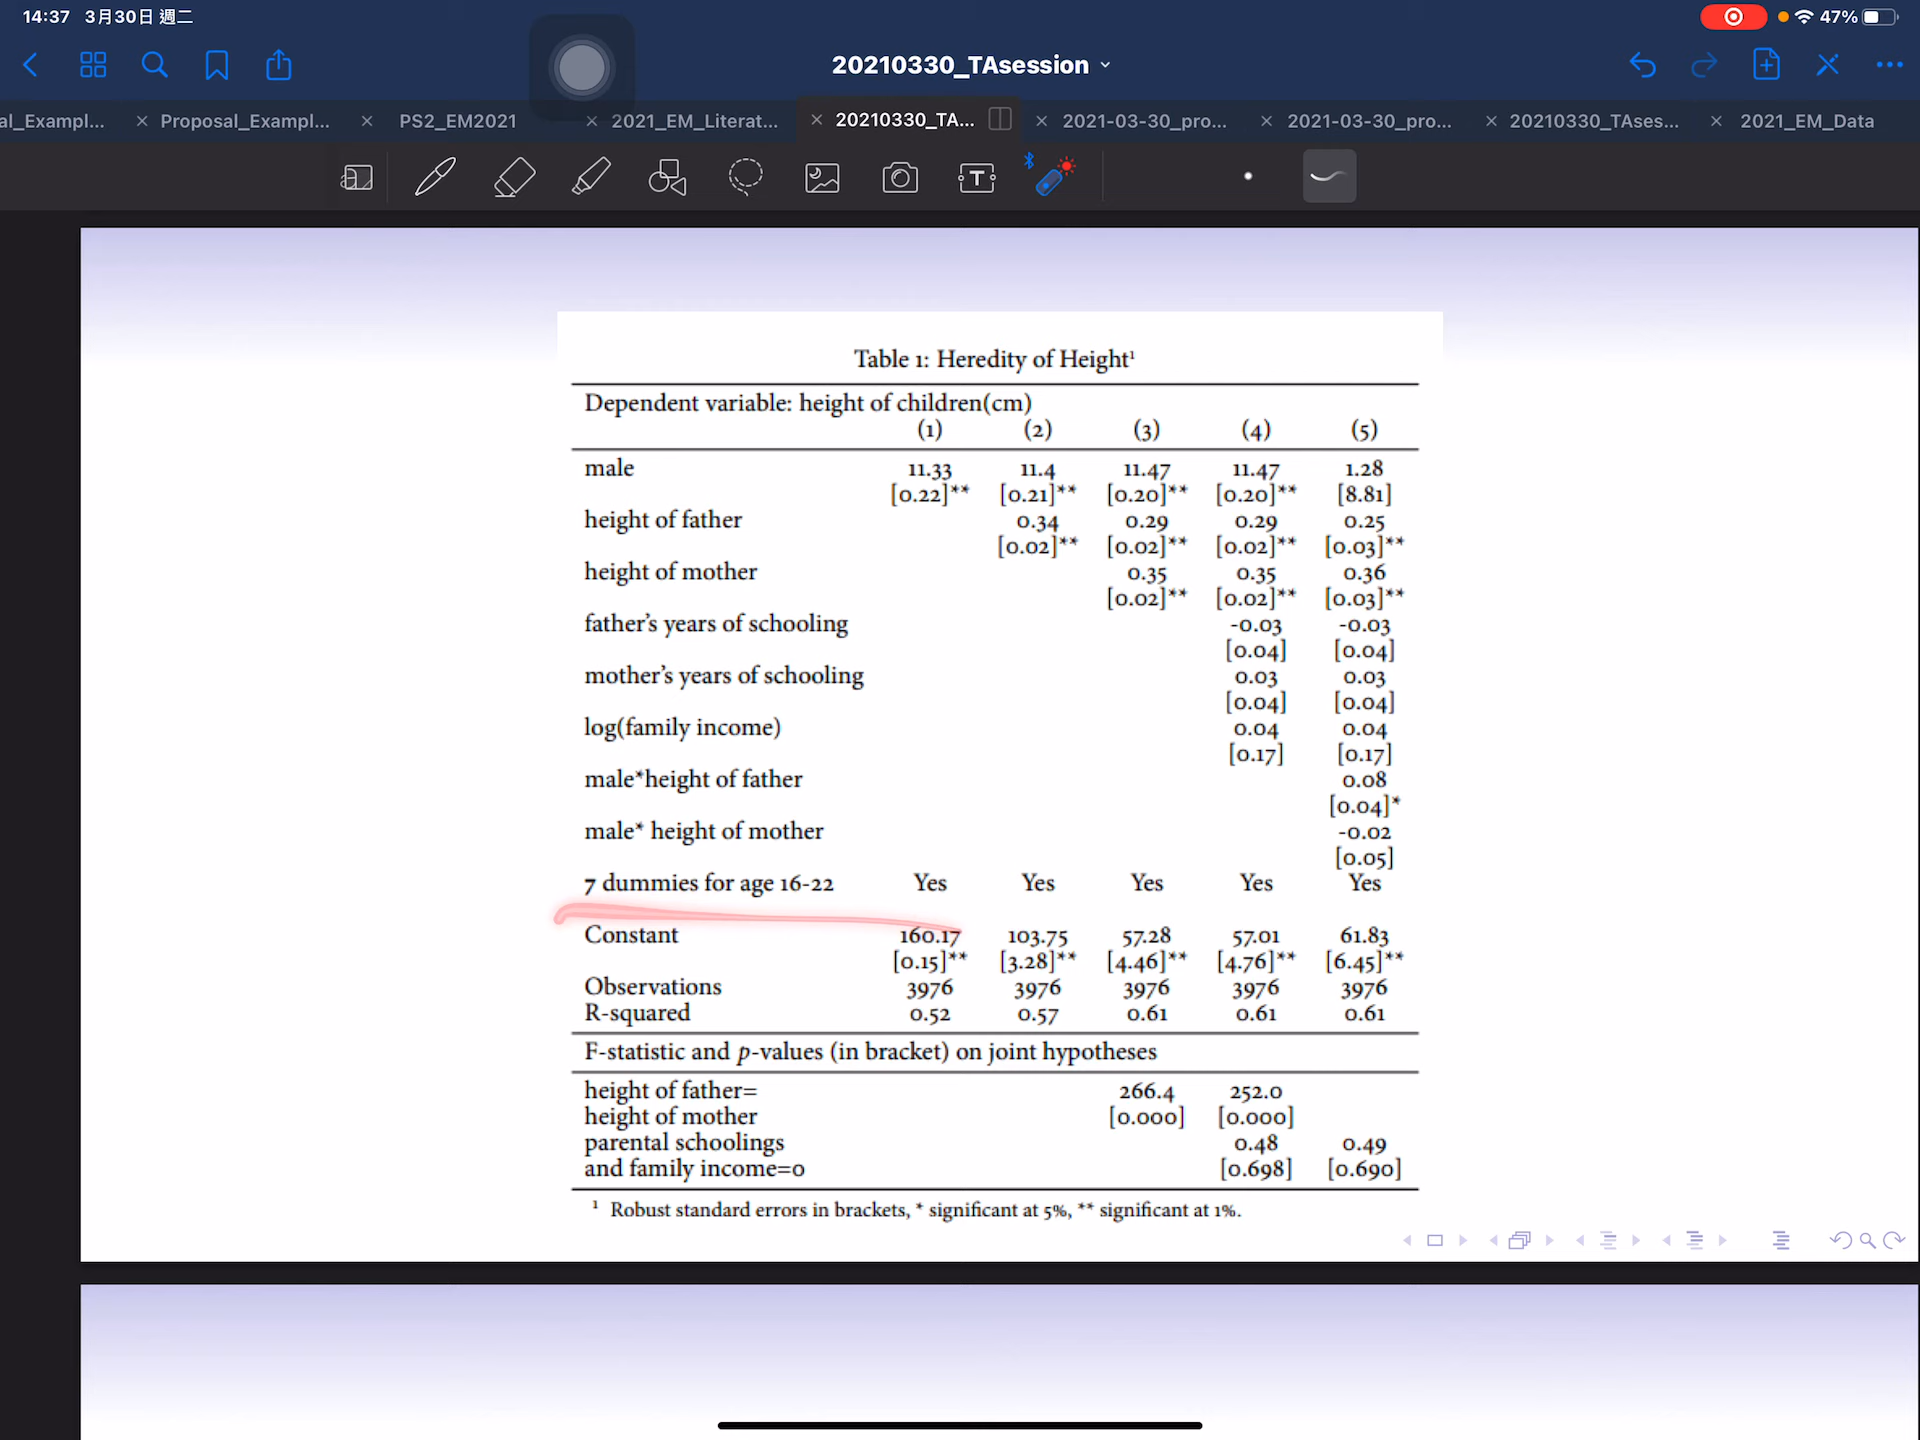 14:37 3月30日 週二
47%
20210330_TAsession
al_Exampl...
Proposal_Exampl...
PS2_EM2021
2021_EM_Literat...
20210330_TA...
2021-03-30_pro...
2021-03-30_pro...
20210330_TAses...
2021_EM_Data
Table 1: Heredity of Height¹
Dependent variable: height of children(cm)
(1) (2) (3) (4) (5)
male 11.33 11.4 11.47 11.47 1.28
[0.22]** [0.21]** [0.20]** [0.20]** [8.81]
height of father 0.34 0.29 0.29 0.25
[0.02]** [0.02]** [0.02]** [0.03]**
height of mother 0.35 0.35 0.36
[0.02]** [0.02]** [0.03]**
father's years of schooling -0.03 -0.03
[0.04] [0.04]
mother's years of schooling 0.03 0.03
[0.04] [0.04]
log(family income) 0.04 0.04
[0.17] [0.17]
male*height of father 0.08
[0.04]*
male* height of mother -0.02
[0.05]
7 dummies for age 16-22 Yes Yes Yes Yes Yes
Constant 160.17 103.75 57.28 57.01 61.83
[0.15]** [3.28]** [4.46]** [4.76]** [6.45]**
Observations 3976 3976 3976 3976 3976
R-squared 0.52 0.57 0.61 0.61 0.61
F-statistic and p-values (in bracket) on joint hypotheses
height of father= 266.4 252.0
height of mother [0.000] [0.000]
parental schoolings 0.48 0.49
and family income=0 [0.698] [0.690]
¹ Robust standard errors in brackets, * significant at 5%, ** significant at 1%.